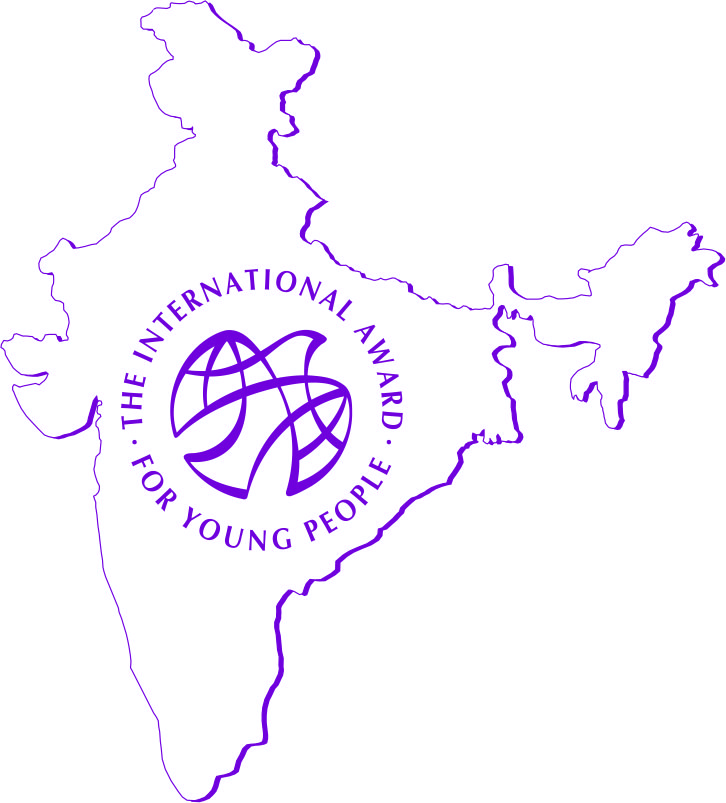 THE INTERNATIONAL AWARD
· FOR YOUNG PEOPLE ·